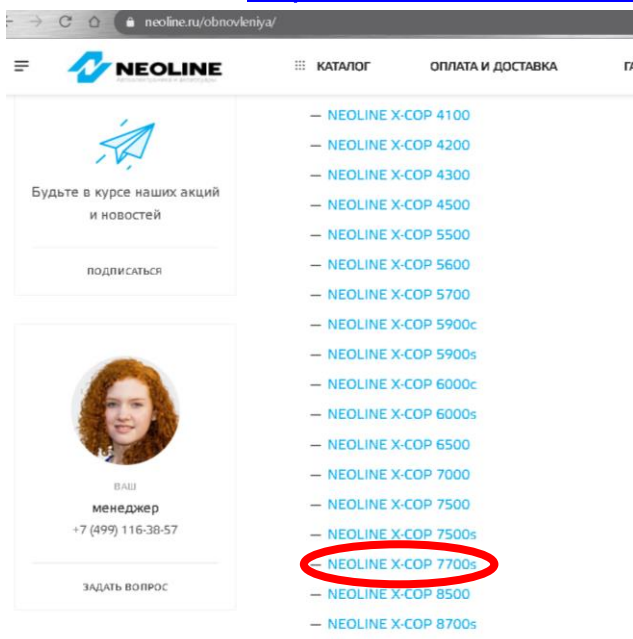 neoline.ru/obnovleniya/
NEOLINE
КАТАЛОГ
ОПЛАТА И ДОСТАВКА
Будьте в курсе наших акций
и новостей
ПОДПИСАТЬСЯ
ВАШ
менеджер
+7 (499) 116-38-57
ЗАДАТЬ ВОПРОС
— NEOLINE X-COP 4100
— NEOLINE X-COP 4200
— NEOLINE X-COP 4300
— NEOLINE X-COP 4500
— NEOLINE X-COP 5500
— NEOLINE X-COP 5600
— NEOLINE X-COP 5700
— NEOLINE X-COP 5900c
— NEOLINE X-COP 5900s
— NEOLINE X-COP 6000c
— NEOLINE X-COP 6000s
— NEOLINE X-COP 6500
— NEOLINE X-COP 7000
— NEOLINE X-COP 7500
— NEOLINE X-COP 7500s
— NEOLINE X-COP 7700s
— NEOLINE X-COP 8500
— NEOLINE X-COP 8700s